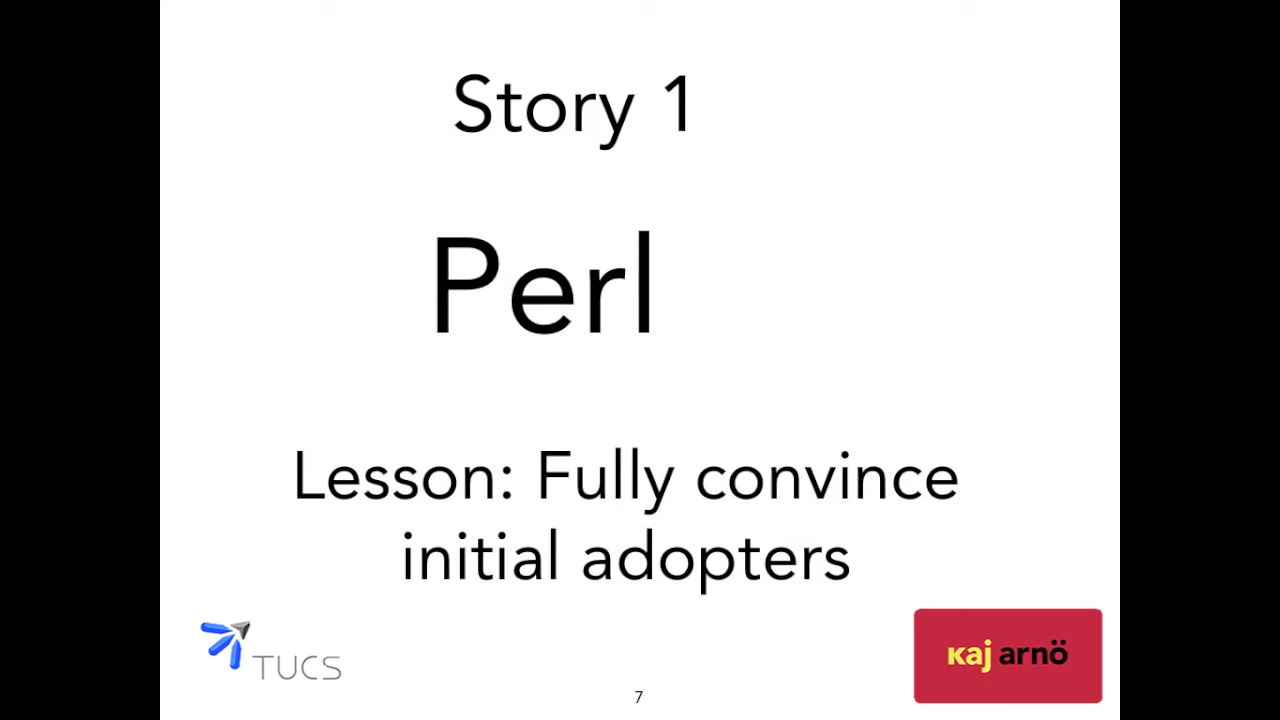 Story 1
Perl
Lesson: Fully convince
initial adopters
TUCS
kaj arnö
7